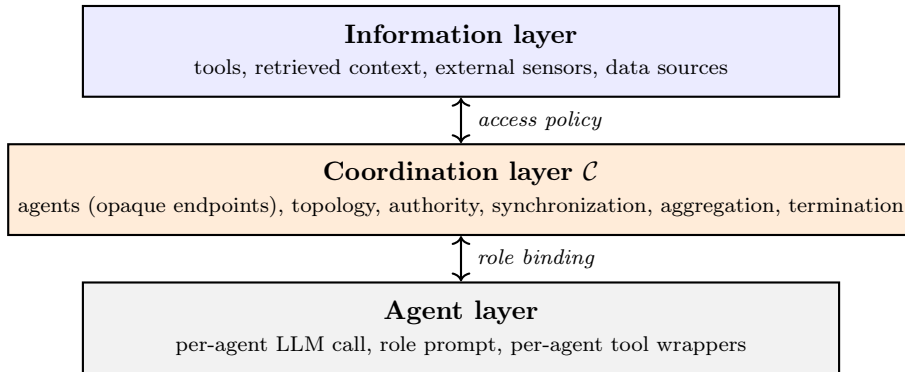 Information layer
tools, retrieved context, external sensors, data sources
access policy
Coordination layer 𝒞
agents (opaque endpoints), topology, authority, synchronization, aggregation, termination
role binding
Agent layer
per-agent LLM call, role prompt, per-agent tool wrappers